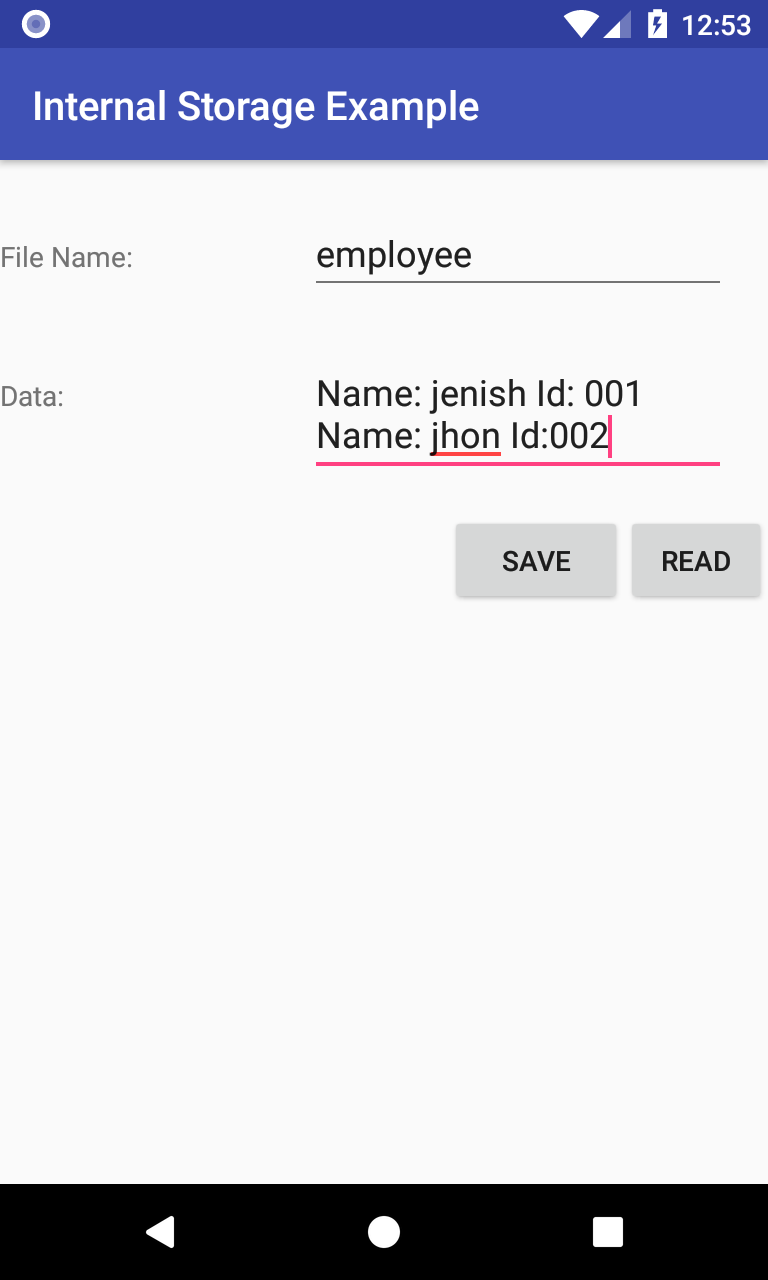 12:53
Internal Storage Example
File Name: employee
Data: Name: jenish Id: 001
Name: jhon Id:002
SAVE READ